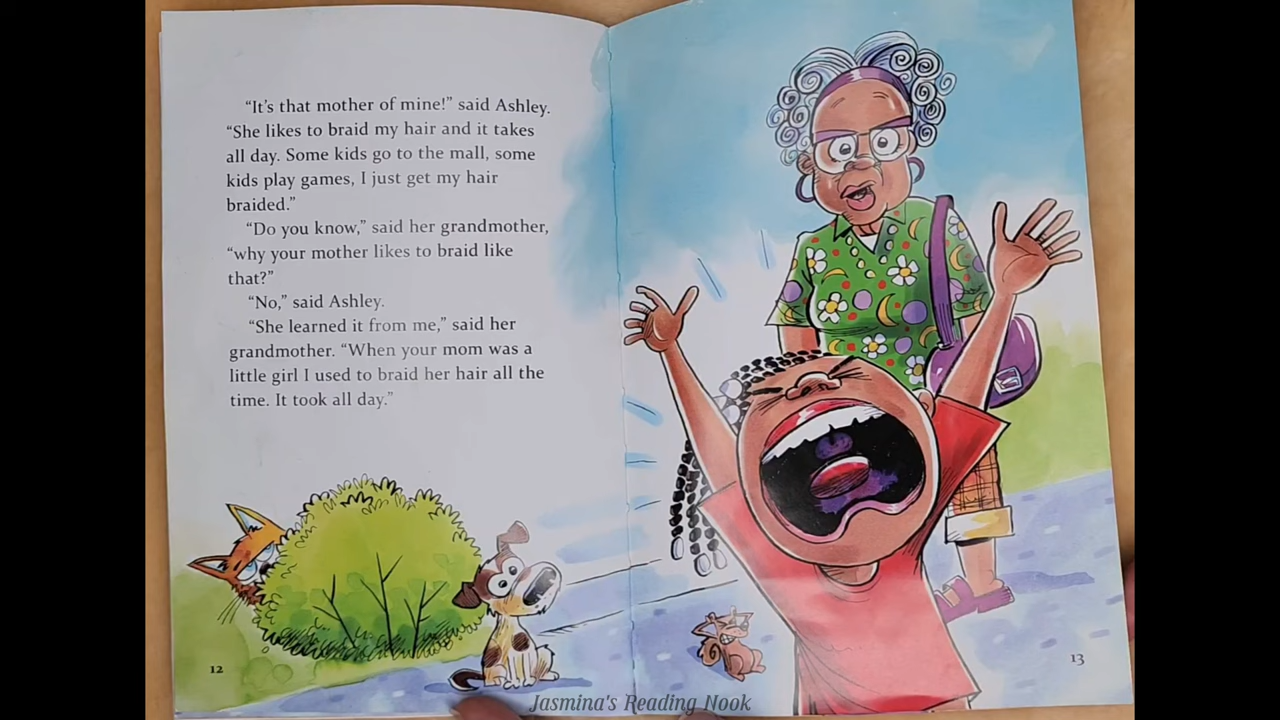 “It’s that mother of mine!” said Ashley.
“She likes to braid my hair and it takes
all day. Some kids go to the mall, some
kids play games, I just get my hair
braided.”
“Do you know,” said her grandmother,
“why your mother likes to braid like
that?”
“No,” said Ashley.
“She learned it from me,” said her
grandmother. “When your mom was a
little girl I used to braid her hair all the
time. It took all day.”
12
13
Jasmina's Reading Nook